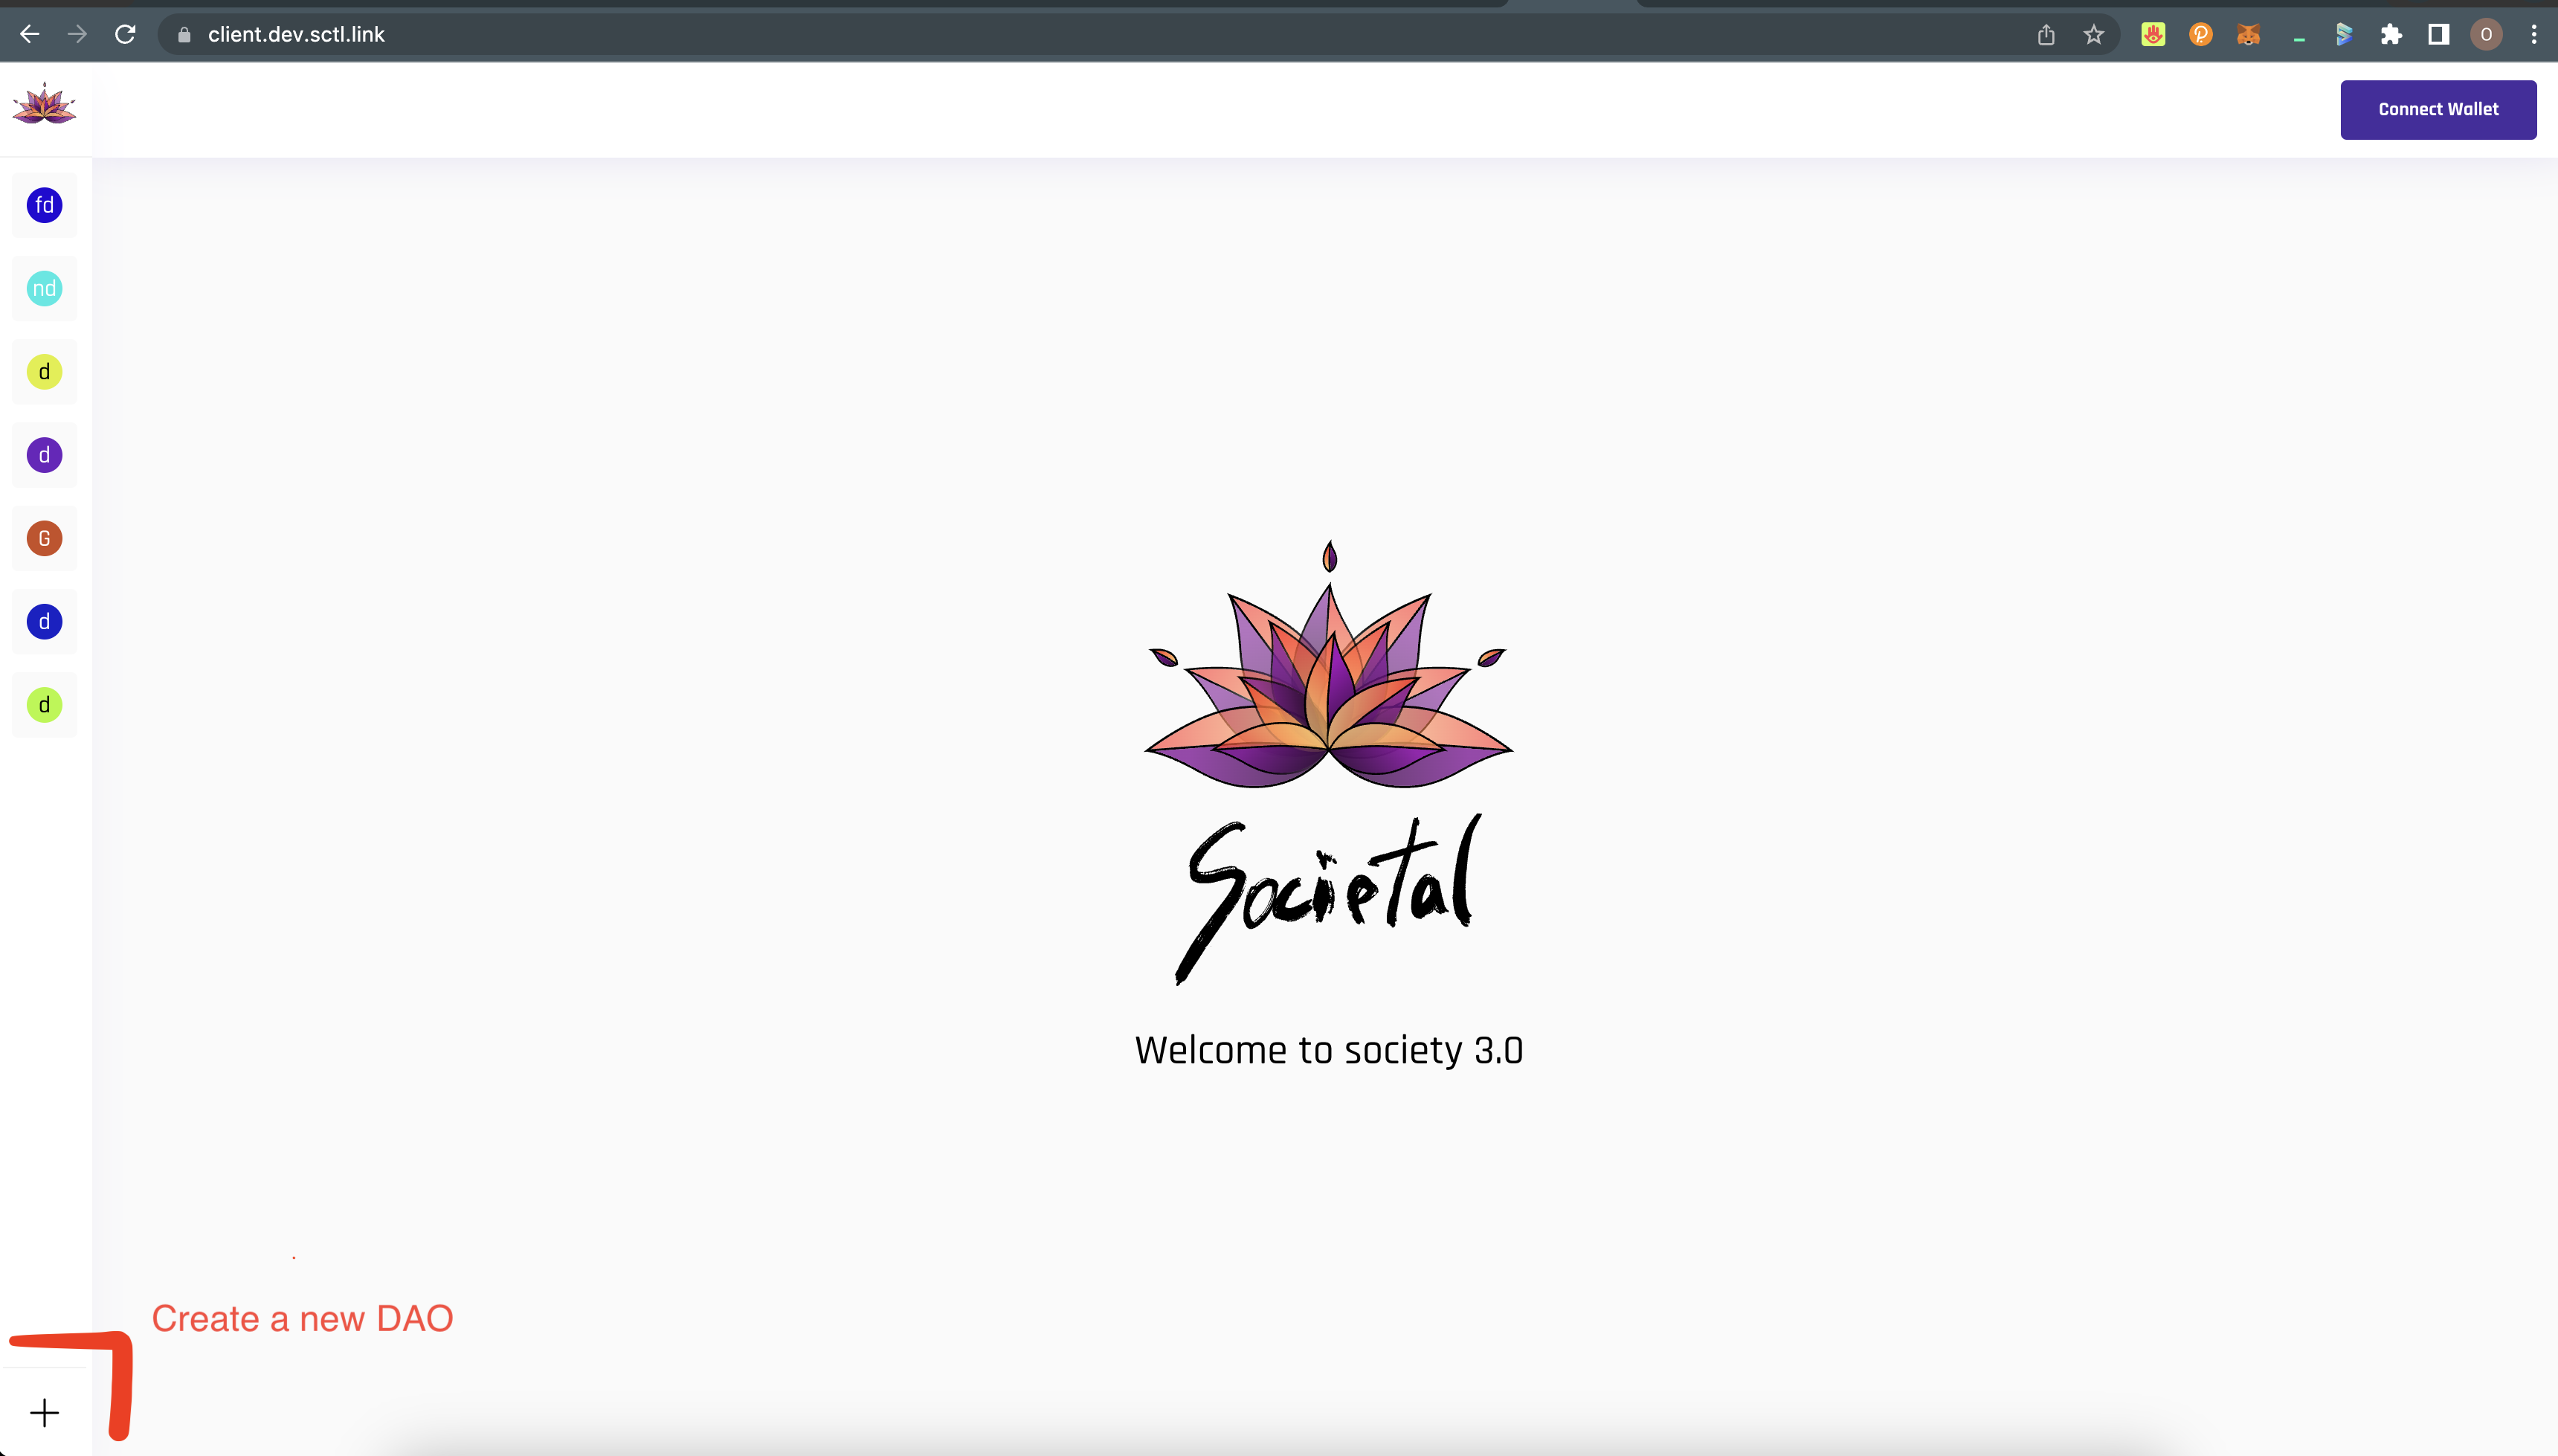 client.dev.sctl.link
O
Connect Wallet
fd
nd
d
d
G
d
d
Societal
Welcome to society 3.0
Create a new DAO